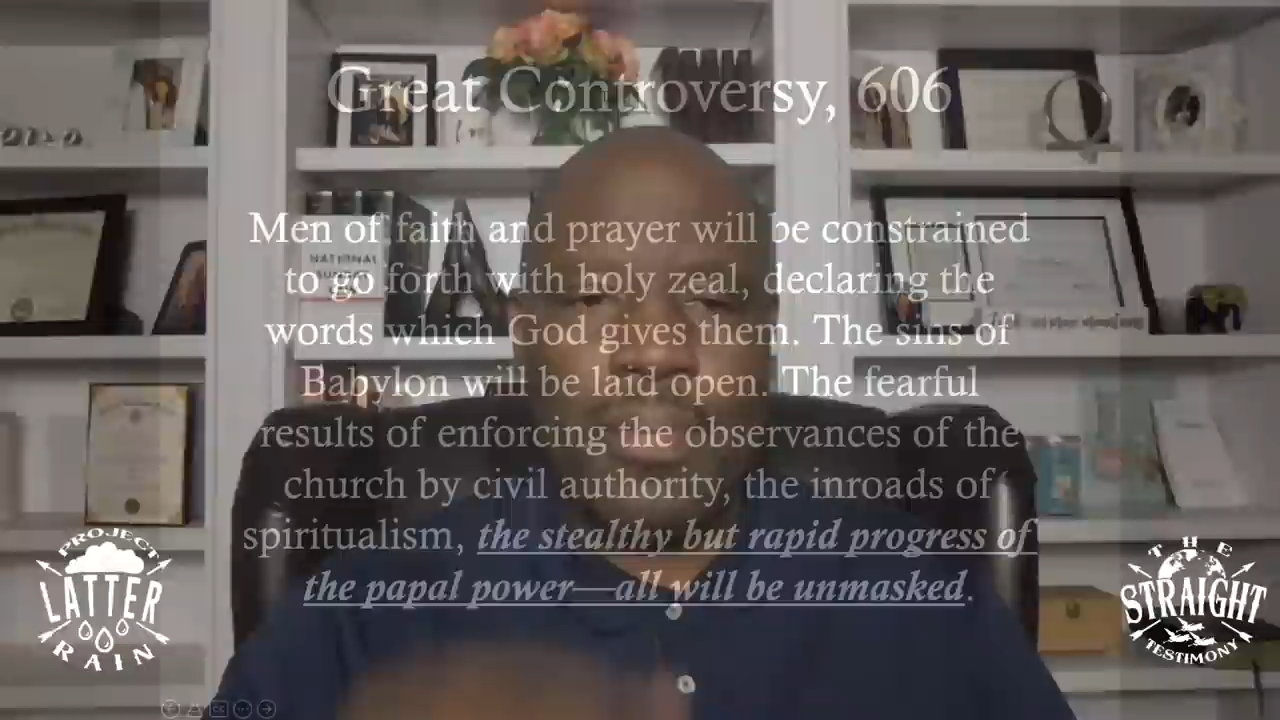 Great Controversy, 606
Men of faith and prayer will be constrained
to go forth with holy zeal, declaring the
words which God gives them. The sins of
Babylon will be laid open. The fearful
results of enforcing the observances of the
church by civil authority, the inroads of
spiritualism, the stealthy but rapid progress of
the papal power—all will be unmasked.
NATIONAL
SUNDAY
PROJECT
LATTER
RAIN
THE
STRAIGHT
TESTIMONY